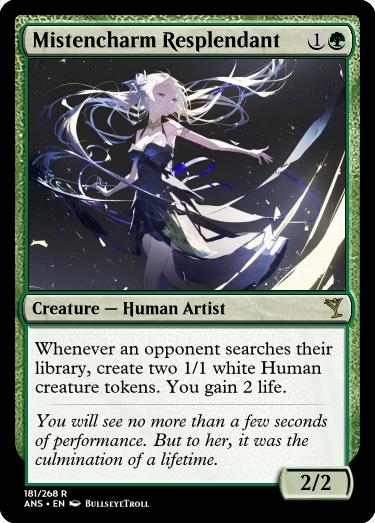 Mistencharm Resplendant 1
Creature — Human Artist
Whenever an opponent searches their
library, create two 1/1 white Human
creature tokens. You gain 2 life.
You will see no more than a few seconds
of performance. But to her, it was the
culmination of a lifetime.
2/2
181/268 R
ANS • EN BullseyeTroll